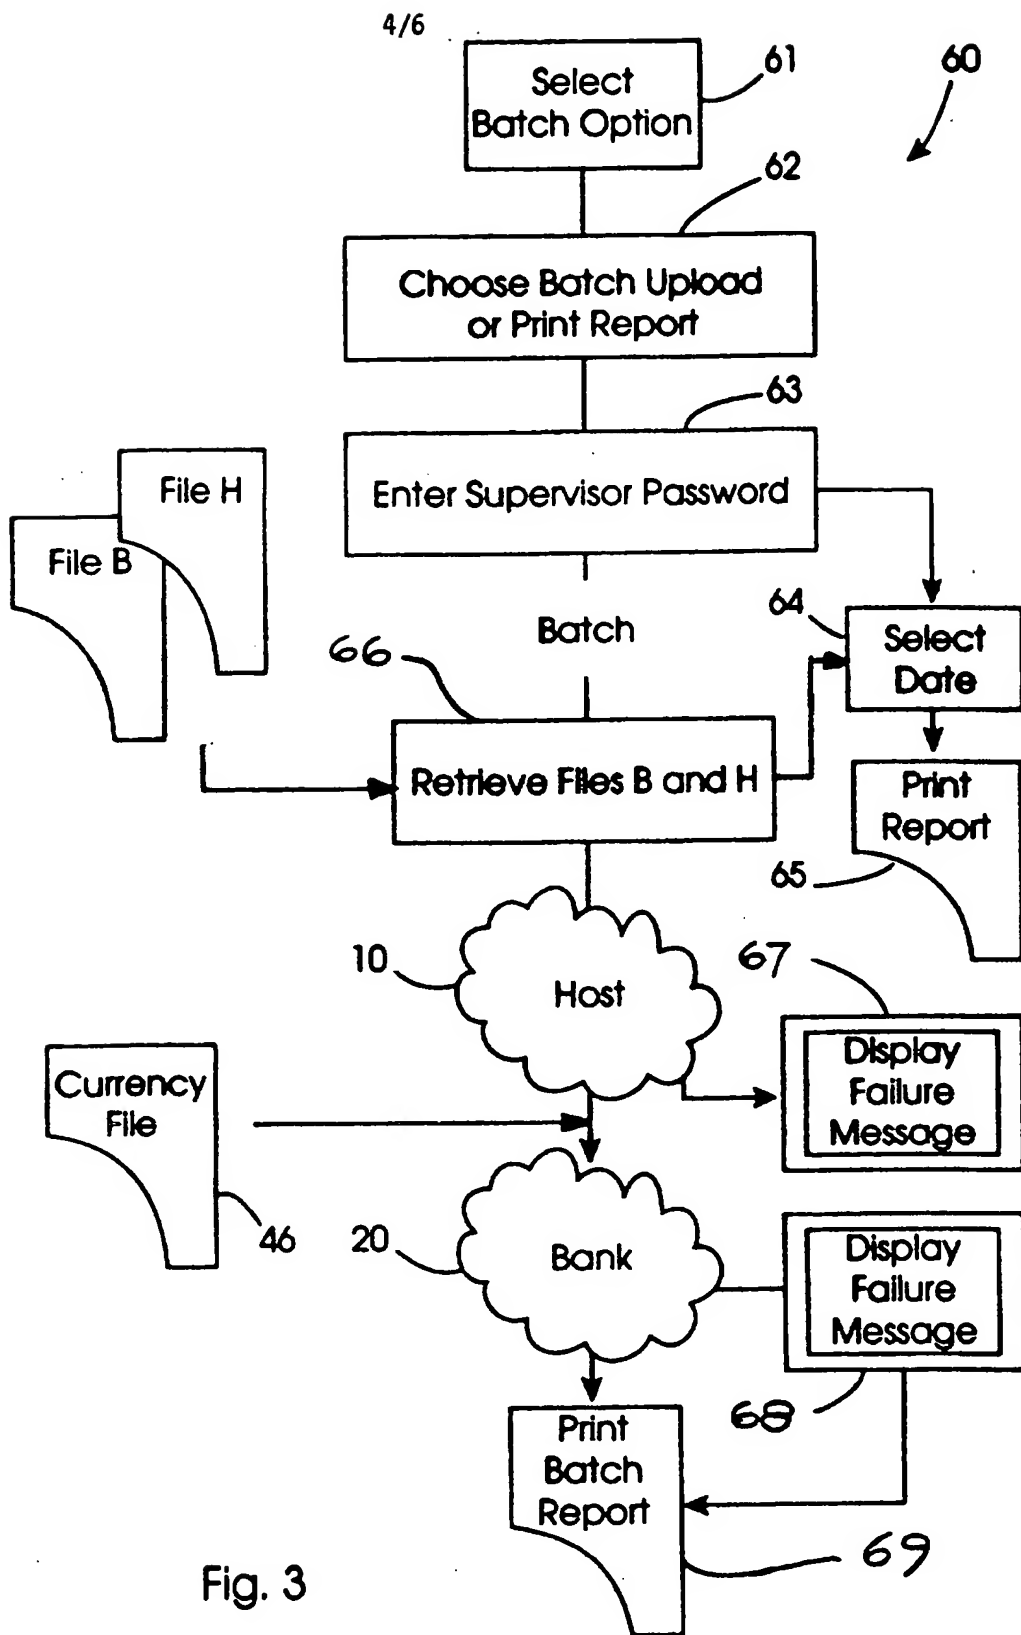 4/6
Select
Batch Option
61
60
62
Choose Batch Upload
or Print Report
63
Enter Supervisor Password
File H
File B
Batch
64
Select
Date
66
Retrieve Files B and H
Print
Report
65
10
Host
67
Display
Failure
Message
Currency
File
46
20
Bank
Display
Failure
Message
68
Print
Batch
Report
69
Fig. 3